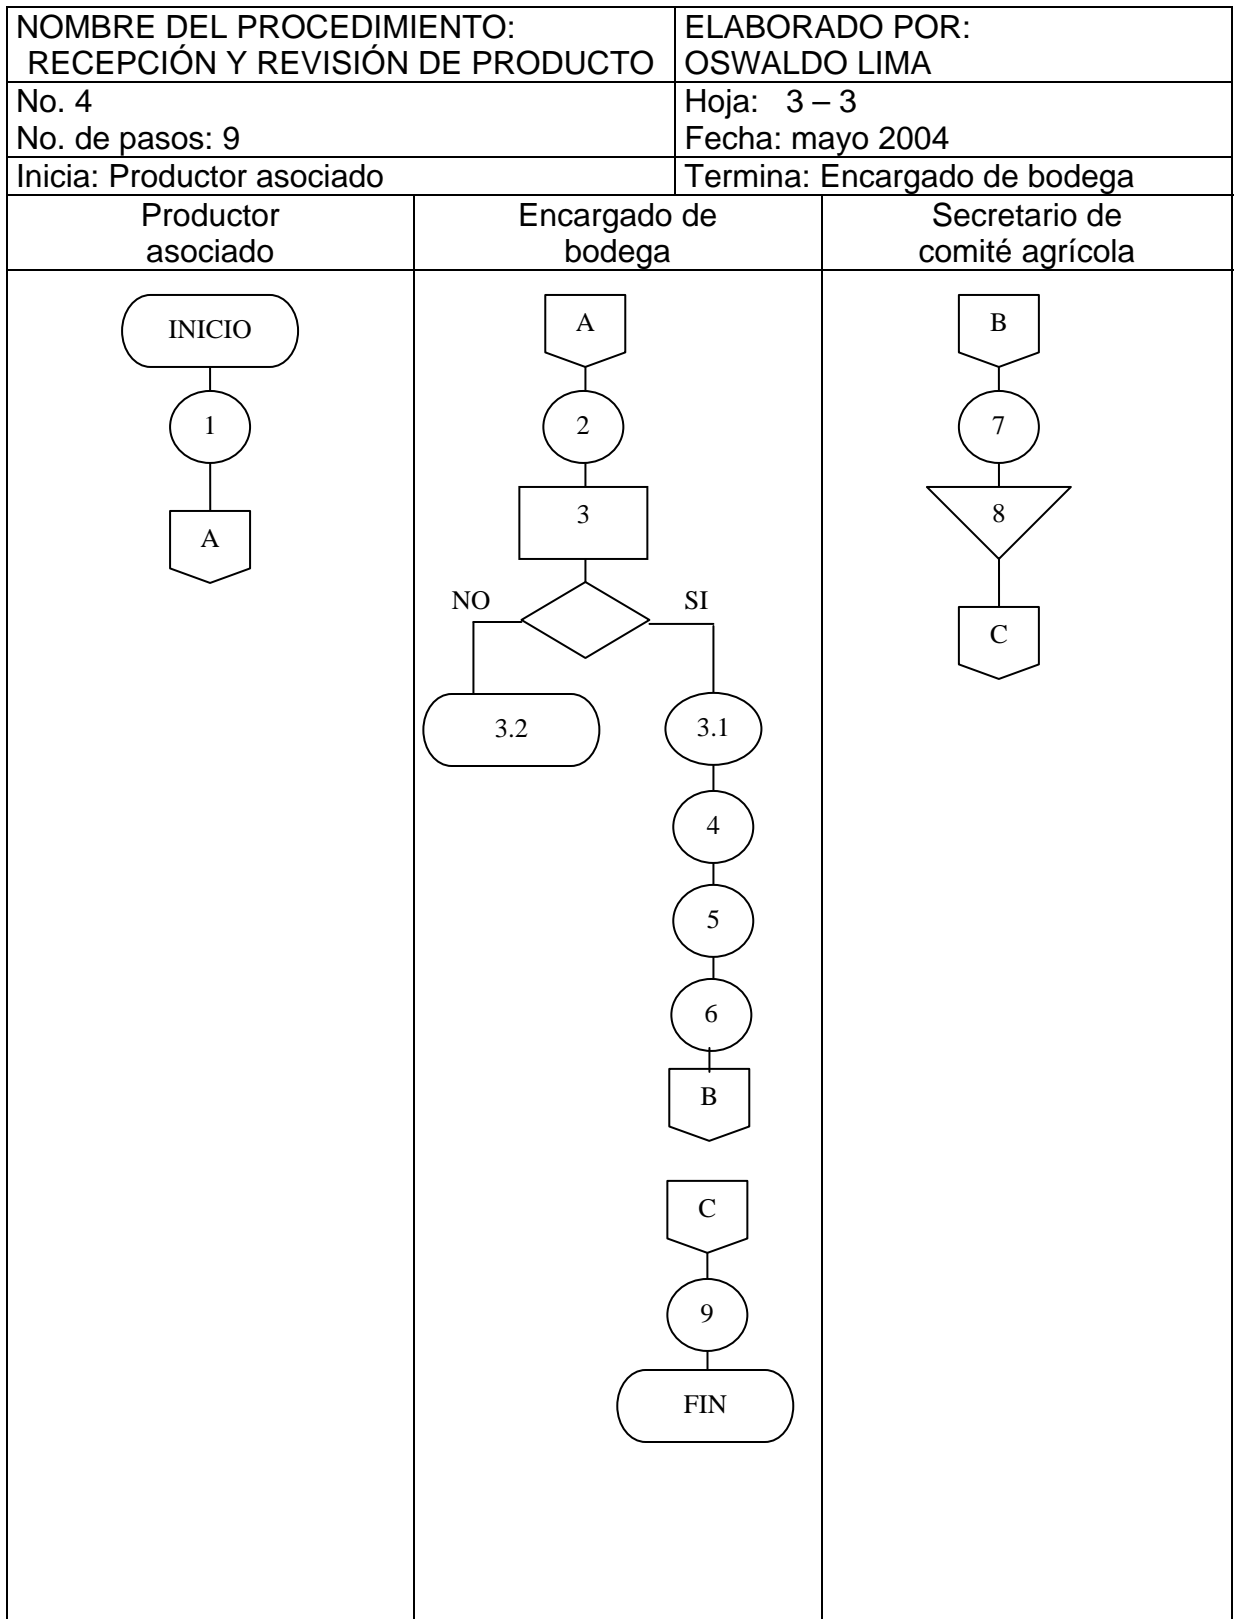 NOMBRE DEL PROCEDIMIENTO:
RECEPCIÓN Y REVISIÓN DE PRODUCTO
ELABORADO POR:
OSWALDO LIMA
No. 4
No. de pasos: 9
Hoja: 3 – 3
Fecha: mayo 2004
Inicia: Productor asociado
Termina: Encargado de bodega
Productor
asociado
Encargado de
bodega
Secretario de
comité agrícola
INICIO
1
A
A
2
3
NO
SI
3.2
3.1
4
5
6
B
C
9
FIN
B
7
8
C